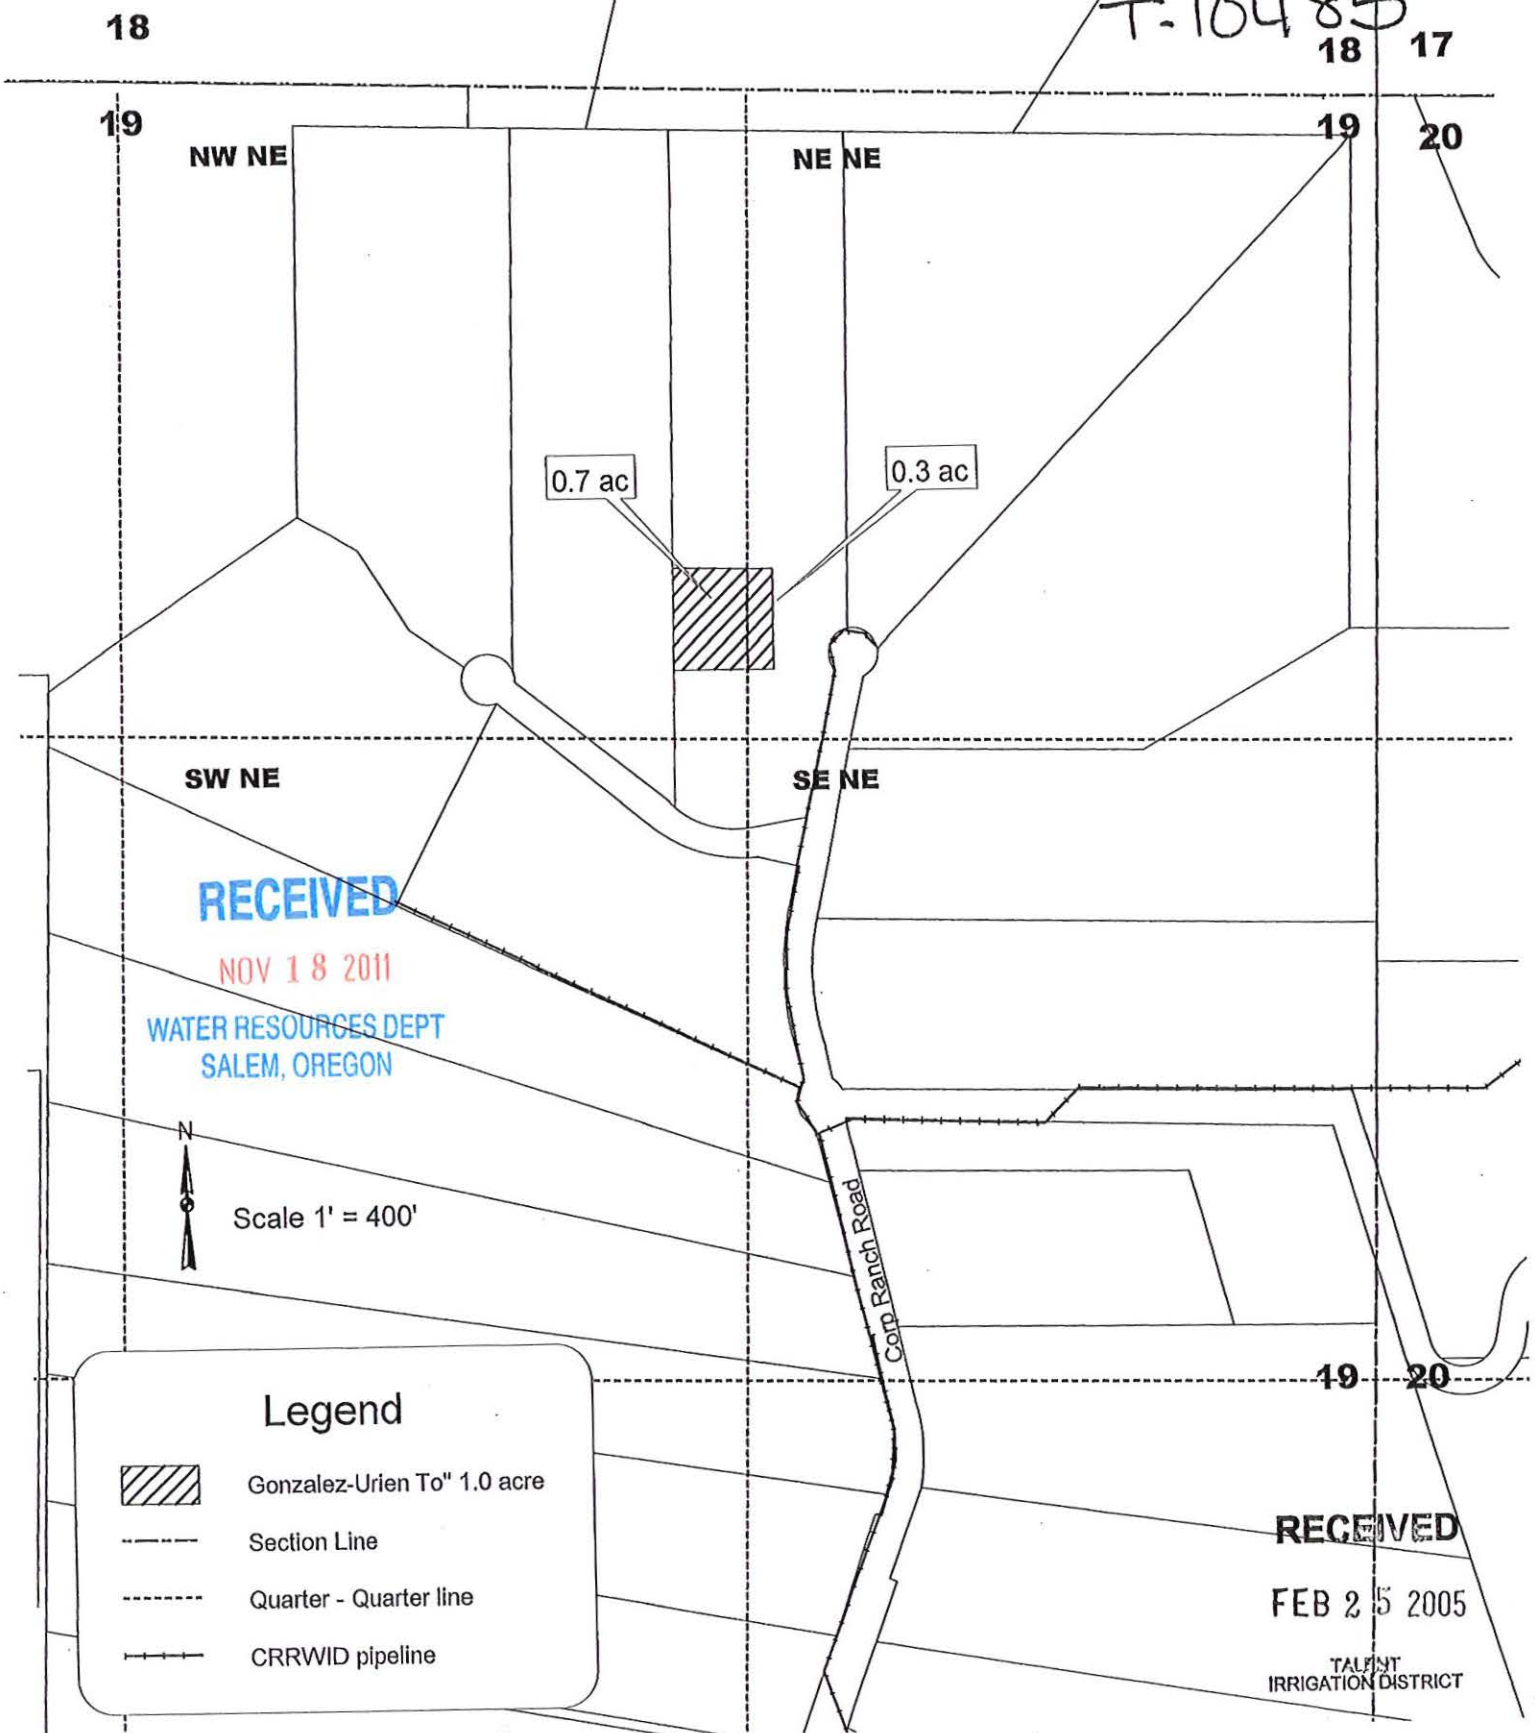 T-10485
18
18 17
19
19
20
NW NE
NE NE
0.7 ac
0.3 ac
SW NE
SE NE
RECEIVED
NOV 18 2011
WATER RESOURCES DEPT
SALEM, OREGON
N
Scale 1' = 400'
Corp Ranch Road
19 20
Legend
Gonzalez-Urien To" 1.0 acre
Section Line
Quarter - Quarter line
CRRWID pipeline
RECEIVED
FEB 25 2005
TALENT
IRRIGATION DISTRICT